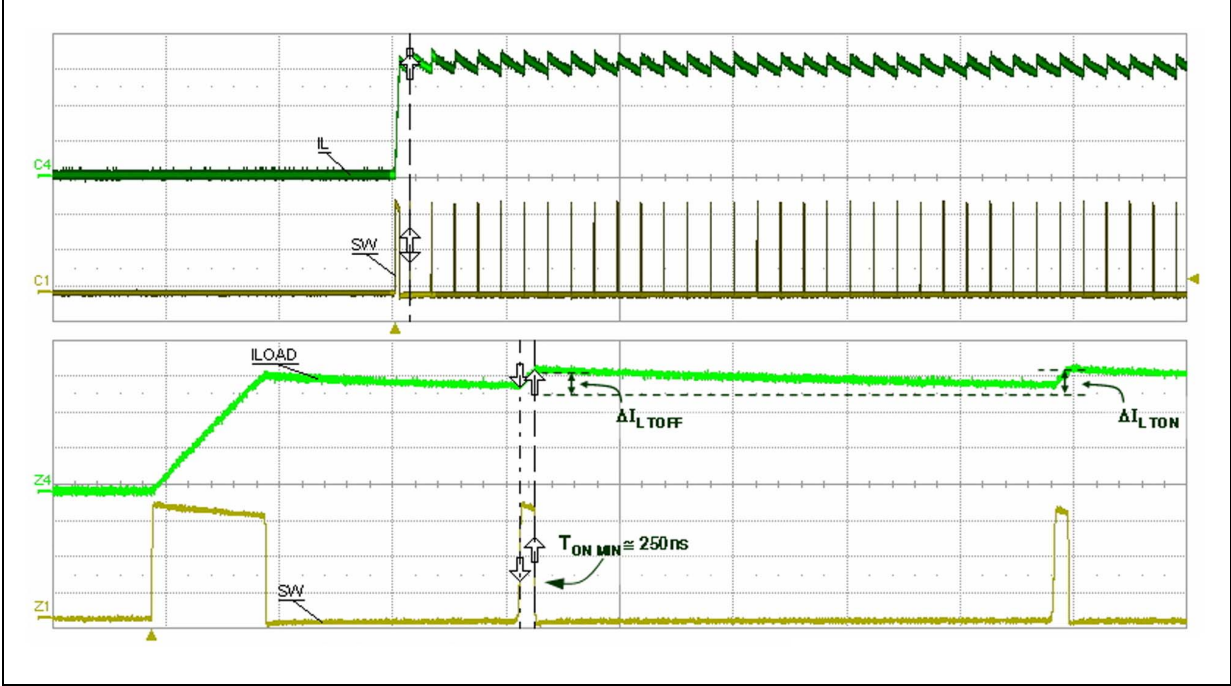 IL
C4
SW
C1
ILOAD
ΔIL TOFF
ΔIL TON
Z4
TON MIN ≅ 250ns
SW
Z1